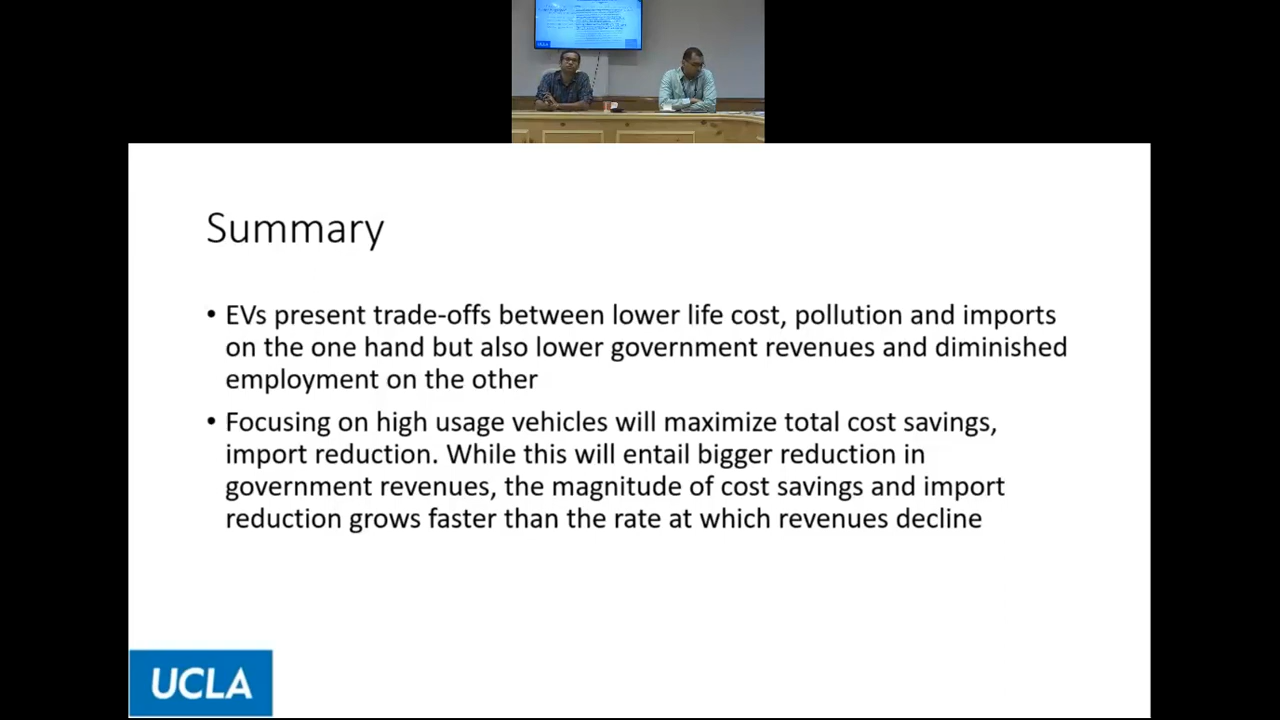 UCLA
Summary
• EVs present trade-offs between lower life cost, pollution and imports
on the one hand but also lower government revenues and diminished
employment on the other
• Focusing on high usage vehicles will maximize total cost savings,
import reduction. While this will entail bigger reduction in
government revenues, the magnitude of cost savings and import
reduction grows faster than the rate at which revenues decline
UCLA